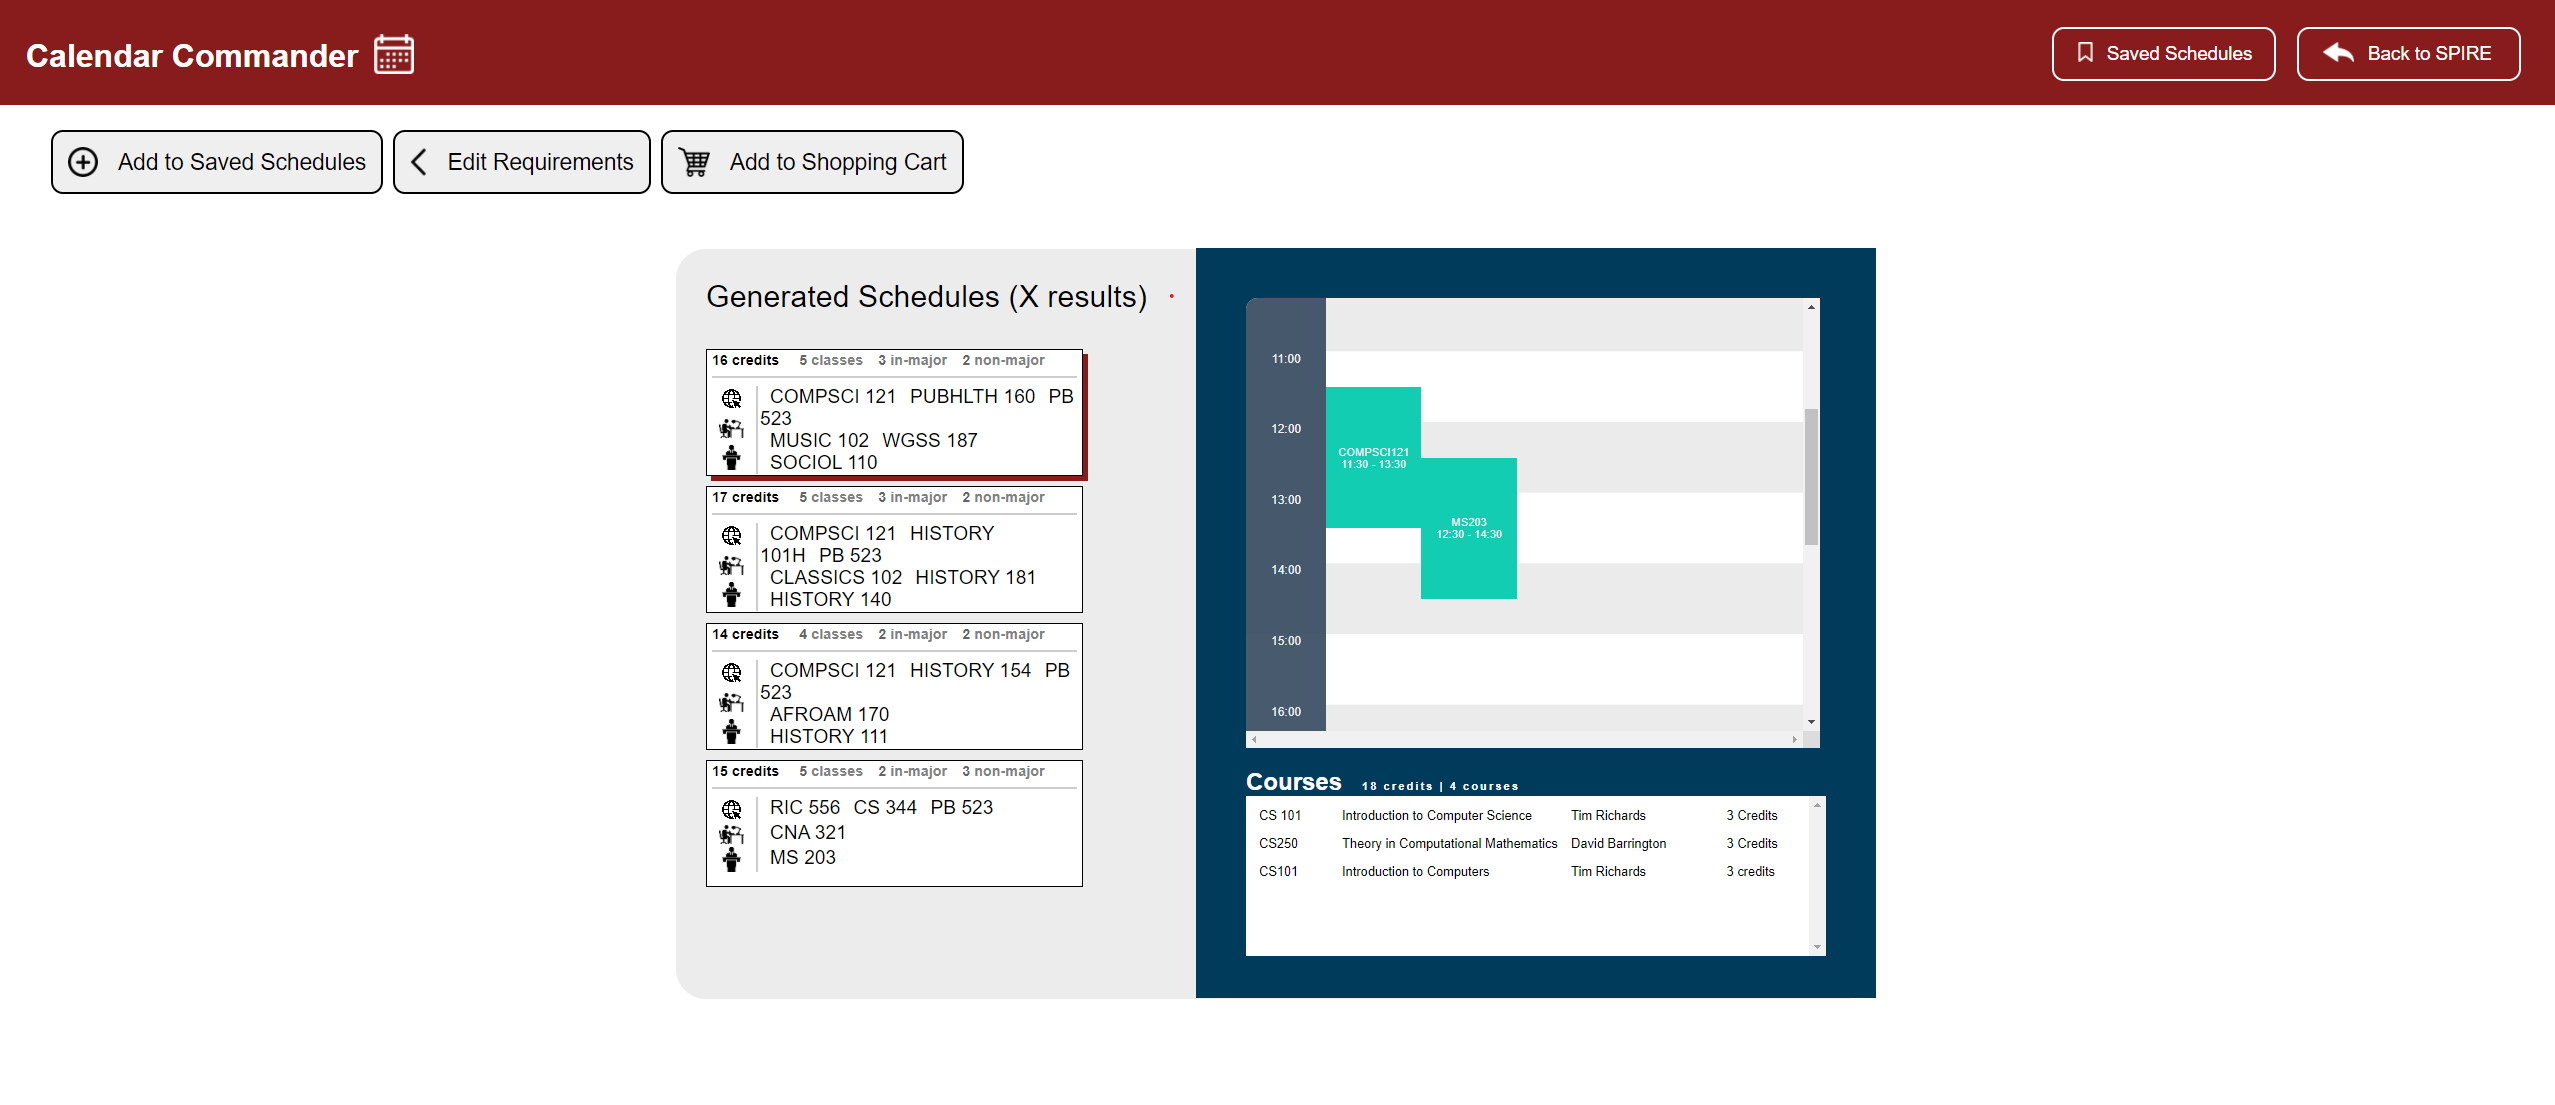 Calendar Commander
Saved Schedules
Back to SPIRE
Add to Saved Schedules
Edit Requirements
Add to Shopping Cart
Generated Schedules (X results)
16 credits 5 classes 3 in-major 2 non-major
COMPSCI 121 PUBHLTH 160 PB
523
MUSIC 102 WGSS 187
SOCIOL 110
17 credits 5 classes 3 in-major 2 non-major
COMPSCI 121 HISTORY
101H PB 523
CLASSICS 102 HISTORY 181
HISTORY 140
14 credits 4 classes 2 in-major 2 non-major
COMPSCI 121 HISTORY 154 PB
523
AFROAM 170
HISTORY 111
15 credits 5 classes 2 in-major 3 non-major
RIC 556 CS 344 PB 523
CNA 321
MS 203
11:00
12:00
13:00
14:00
15:00
16:00
COMPSCI121
11:30 - 13:30
MS203
12:30 - 14:30
Courses 18 credits | 4 courses
CS 101 Introduction to Computer Science Tim Richards 3 Credits
CS250 Theory in Computational Mathematics David Barrington 3 Credits
CS101 Introduction to Computers Tim Richards 3 credits